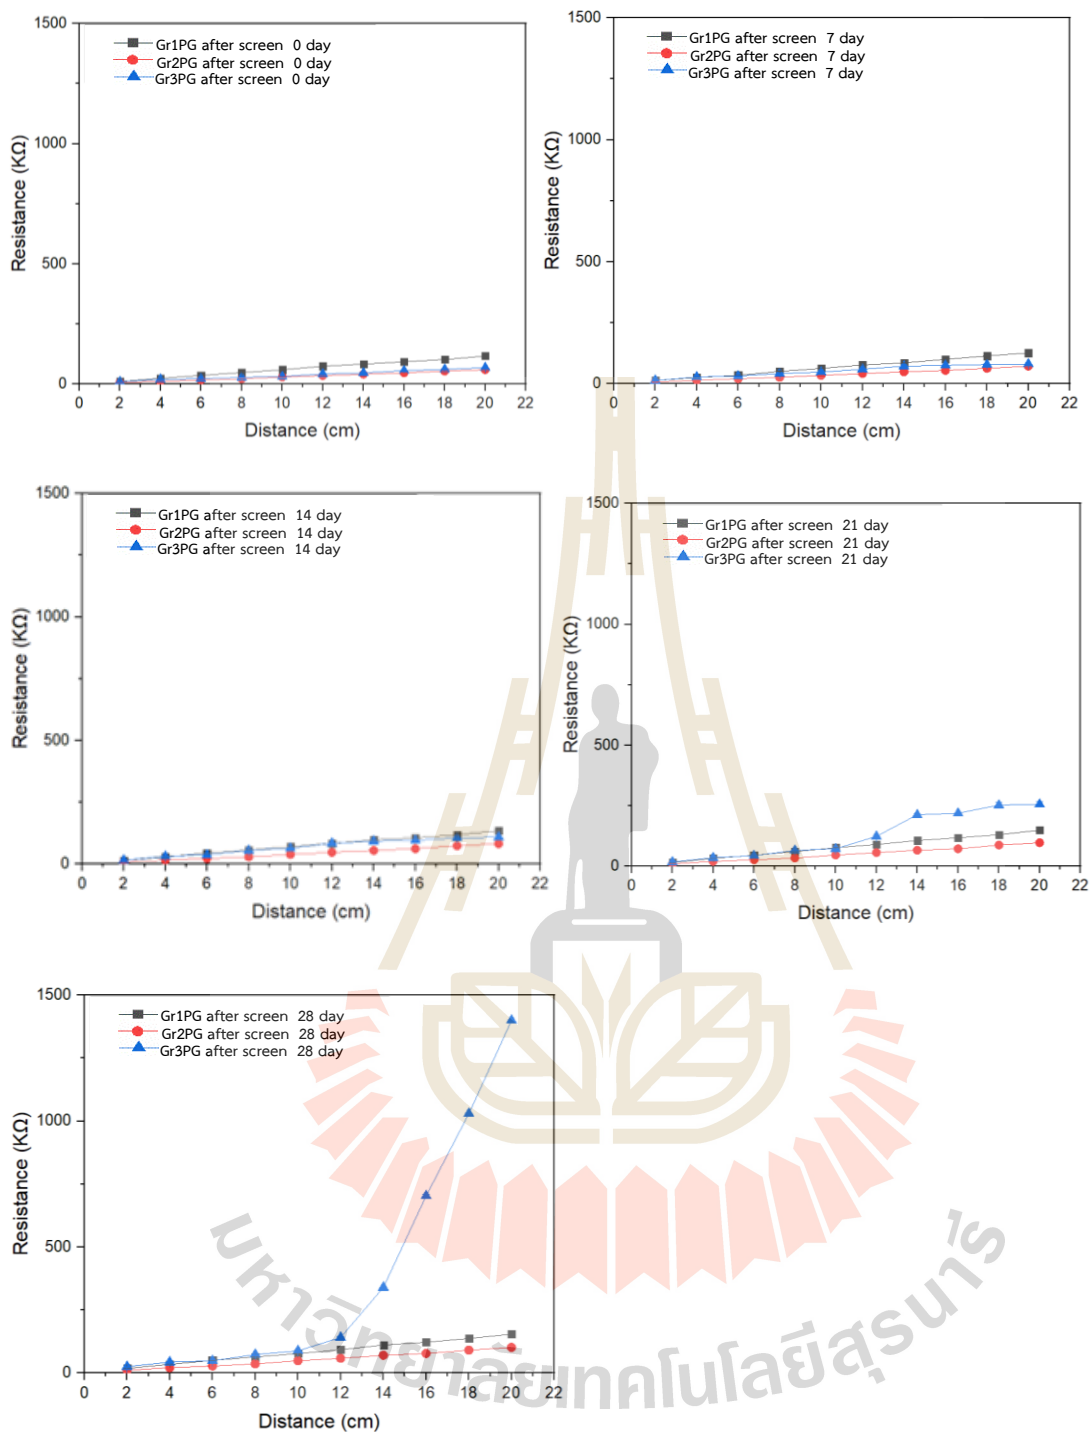 1500
Gr1PG after screen 0 day
Gr2PG after screen 0 day
Gr3PG after screen 0 day
1000
500
0
Resistance (KΩ)
0 2 4 6 8 10 12 14 16 18 20 22
Distance (cm)
1500
Gr1PG after screen 7 day
Gr2PG after screen 7 day
Gr3PG after screen 7 day
1000
500
0
Resistance (KΩ)
0 2 4 6 8 10 12 14 16 18 20 22
Distance (cm)
1500
Gr1PG after screen 14 day
Gr2PG after screen 14 day
Gr3PG after screen 14 day
1000
500
0
Resistance (KΩ)
0 2 4 6 8 10 12 14 16 18 20 22
Distance (cm)
1500
Gr1PG after screen 21 day
Gr2PG after screen 21 day
Gr3PG after screen 21 day
1000
500
0
Resistance (KΩ)
0 2 4 6 8 10 12 14 16 18 20 22
Distance (cm)
1500
Gr1PG after screen 28 day
Gr2PG after screen 28 day
Gr3PG after screen 28 day
1000
500
0
Resistance (KΩ)
0 2 4 6 8 10 12 14 16 18 20 22
Distance (cm)
มหาวิทยาลัยเทคโนโลยีสุรนารี